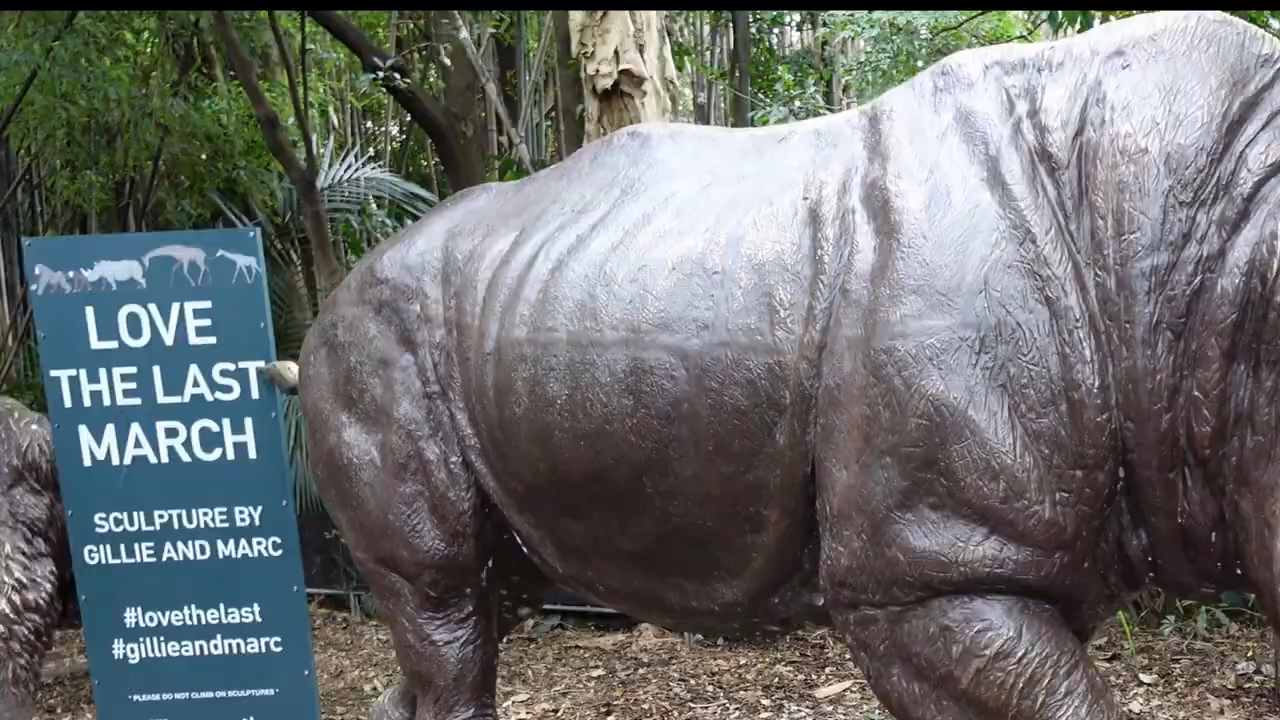 LOVE
THE LAST
MARCH
SCULPTURE BY
GILLIE AND MARC
#lovethelast
#gillieandmarc
* PLEASE DO NOT CLIMB ON SCULPTURES *